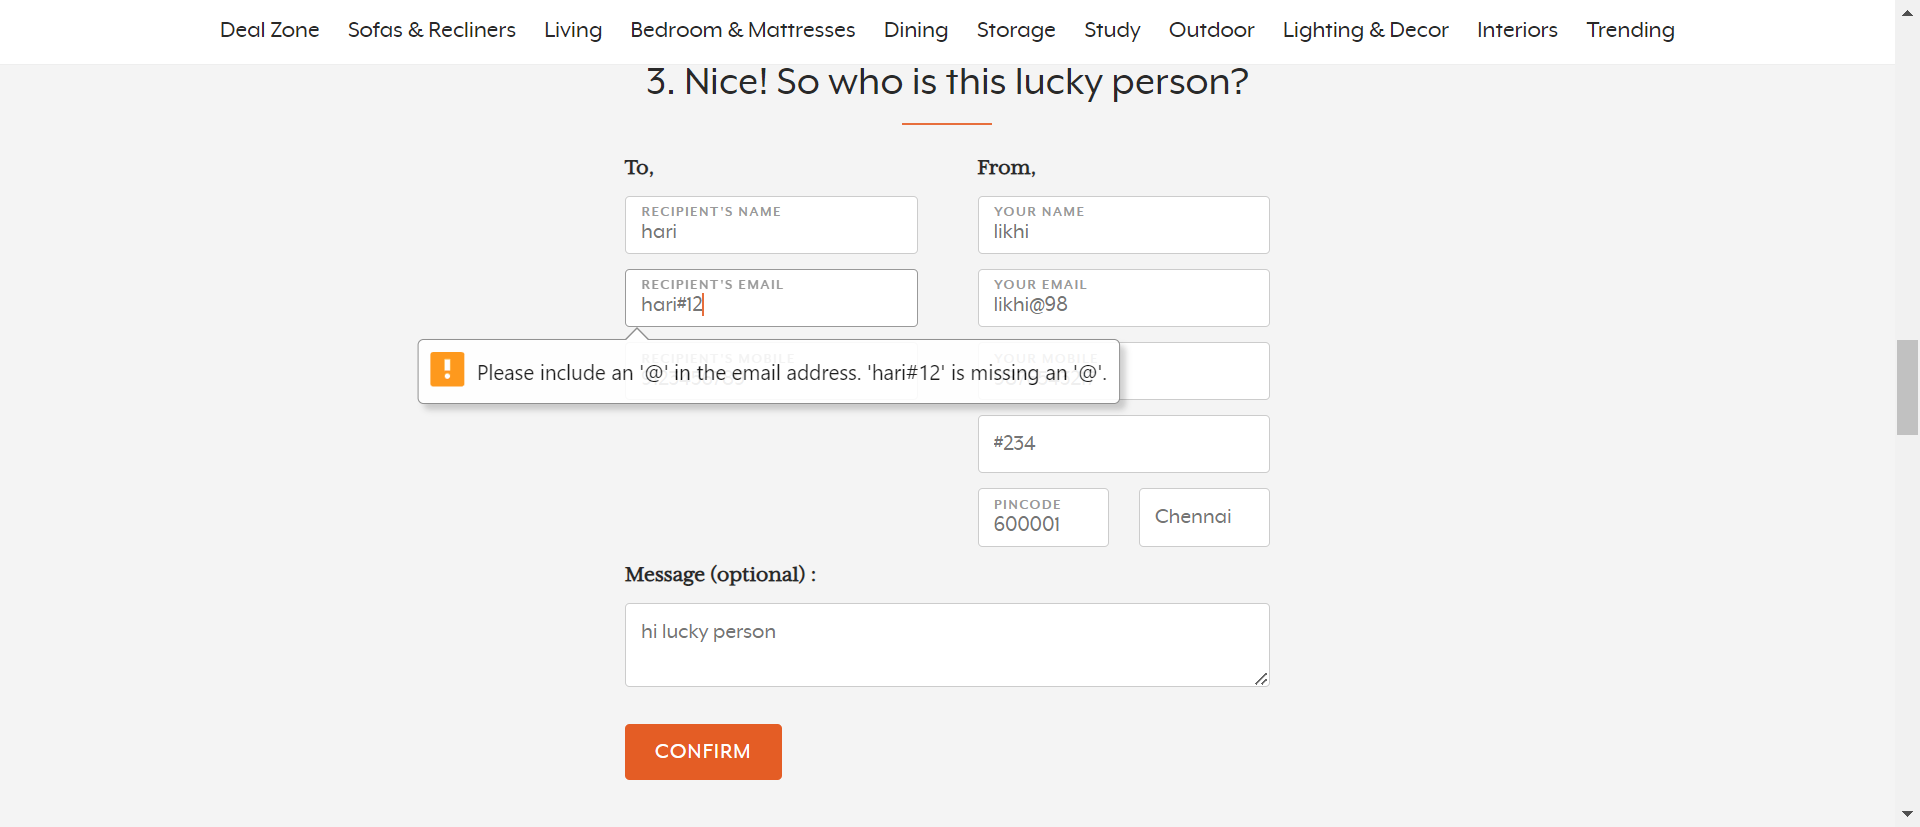 Deal Zone Sofas & Recliners Living Bedroom & Mattresses Dining Storage Study Outdoor Lighting & Decor Interiors Trending
3. Nice! So who is this lucky person?
To,
RECIPIENT'S NAME
hari
RECIPIENT'S EMAIL
hari#12
RECIPIENT'S MOBILE
Please include an '@' in the email address. 'hari#12' is missing an '@'.
From,
YOUR NAME
likhi
YOUR EMAIL
likhi@98
YOUR MOBILE
#234
PINCODE
600001
Chennai
Message (optional) :
hi lucky person
CONFIRM